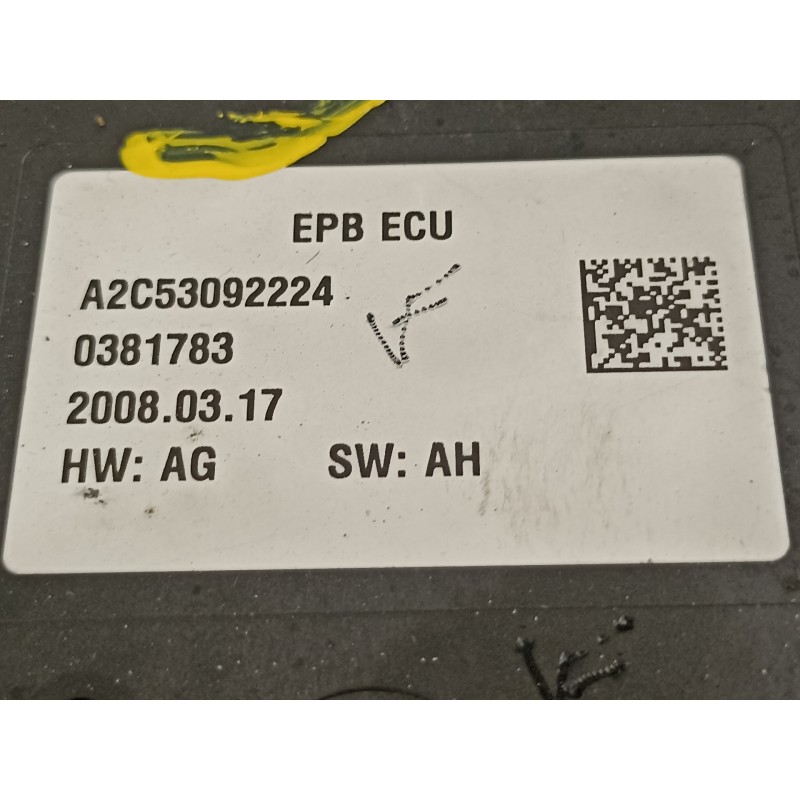 EPB ECU
A2C53092224
0381783
2008.03.17
HW: AG SW: AH